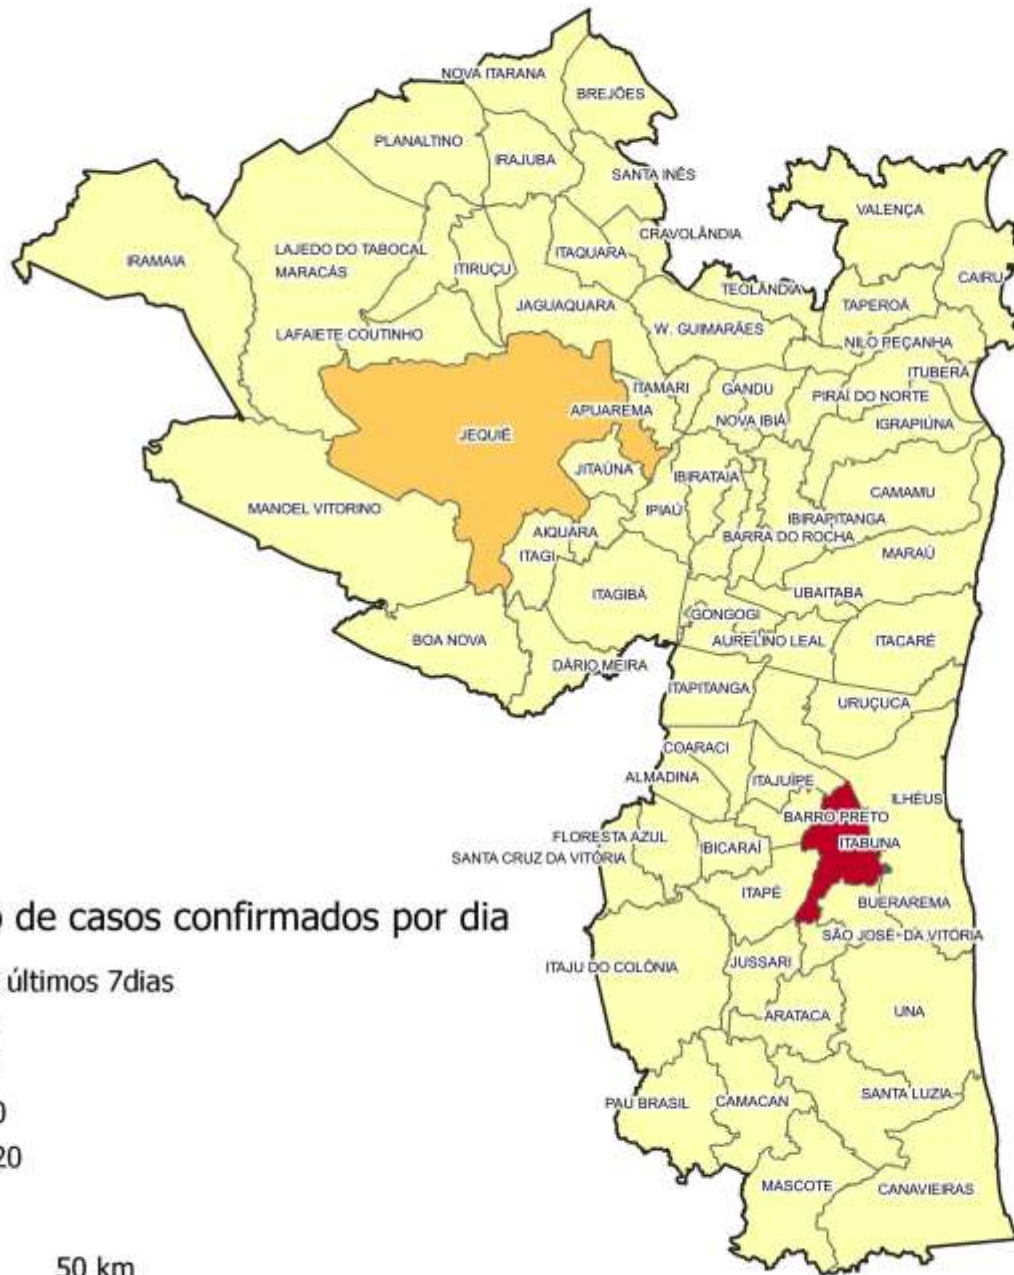 NOVA ITARANA
BREJÕES
PLANALTINO
IRAJUBA
SANTA INÊS
VALENÇA
CRAVOLÂNDIA
LAJEDO DO TABOCAL
ITAQUARA
IRAMAIA
MARACÁS
ITIRUÇU
CAIRU
TEOLÂNDIA
JAGUAQUARA
TAPEROÁ
W. GUIMARÃES
LAFAIETE COUTINHO
NILO PEÇANHA
ITUBERÁ
ITAMARI
GANDU
PIRAÍ DO NORTE
APUAREMA
NOVA IBIÁ
IGRAPIÚNA
JEQUIÉ
JITAÚNA
IBIRATAIA
CAMAMU
MANOEL VITORINO
IPIAÚ
IBIRAPITANGA
AIQUARA
BARRA DO ROCHA
ITAGI
MARAÚ
ITAGIBÁ
UBAITABA
GONGOGI
BOA NOVA
AURELINO LEAL
ITACARÉ
DÁRIO MEIRA
ITAPITANGA
URUÇUCA
COARACI
ALMADINA
ITAJUÍPE
ILHÉUS
BARRO PRETO
FLORESTA AZUL
IBICARAÍ
ITABUNA
SANTA CRUZ DA VITÓRIA
ITAPÉ
BUERAREMA
de casos confirmados por dia
SÃO JOSÉ DA VITÓRIA
ITAJU DO COLÔNIA
JUSSARI
últimos 7dias
ARATACA
UNA
SANTA LUZIA
PAU BRASIL
CAMACAN
20
MASCOTE
CANAVIEIRAS
50 km